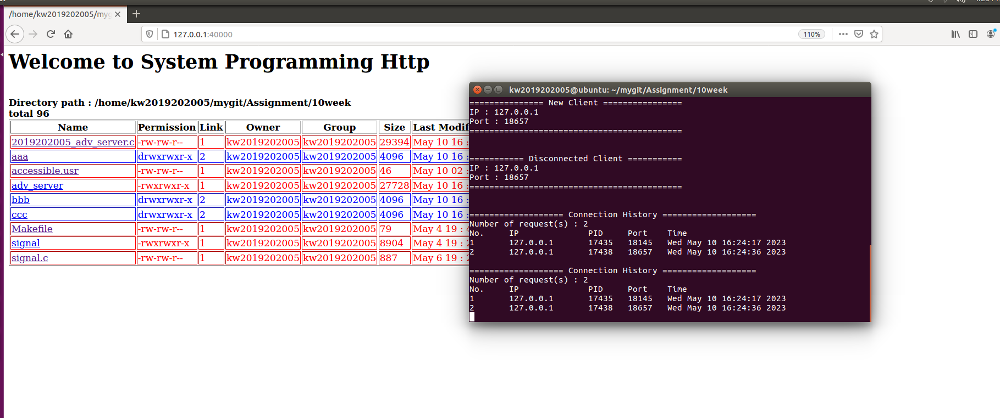 /home/kw2019202005/myg
127.0.0.1:40000
110%
Welcome to System Programming Http
Directory path : /home/kw2019202005/mygit/Assignment/10week
total 96
Name Permission Link Owner Group Size Last Modif
2019202005_adv_server.c -rw-rw-r-- 1 kw2019202005 kw2019202005 29394 May 10 16 :
aaa drwxrwxr-x 2 kw2019202005 kw2019202005 4096 May 10 16 :
accessible.usr -rw-rw-r-- 1 kw2019202005 kw2019202005 46 May 10 02 :
adv_server -rwxrwxr-x 1 kw2019202005 kw2019202005 27728 May 10 16 :
bbb drwxrwxr-x 2 kw2019202005 kw2019202005 4096 May 10 16 :
ccc drwxrwxr-x 2 kw2019202005 kw2019202005 4096 May 10 16 :
Makefile -rw-rw-r-- 1 kw2019202005 kw2019202005 79 May 4 19 :
signal -rwxrwxr-x 1 kw2019202005 kw2019202005 8904 May 4 19 :
signal.c -rw-rw-r-- 1 kw2019202005 kw2019202005 887 May 6 19 :
kw2019202005@ubuntu: ~/mygit/Assignment/10week
=============== New Client ================
IP : 127.0.0.1
Port : 18657
===========================================
=========== Disconnected Client ===========
IP : 127.0.0.1
Port : 18657
===========================================
=================== Connection History ===================
Number of request(s) : 2
No. IP PID Port Time
1 127.0.0.1 17435 18145 Wed May 10 16:24:17 2023
2 127.0.0.1 17438 18657 Wed May 10 16:24:36 2023
=================== Connection History ===================
Number of request(s) : 2
No. IP PID Port Time
1 127.0.0.1 17435 18145 Wed May 10 16:24:17 2023
2 127.0.0.1 17438 18657 Wed May 10 16:24:36 2023